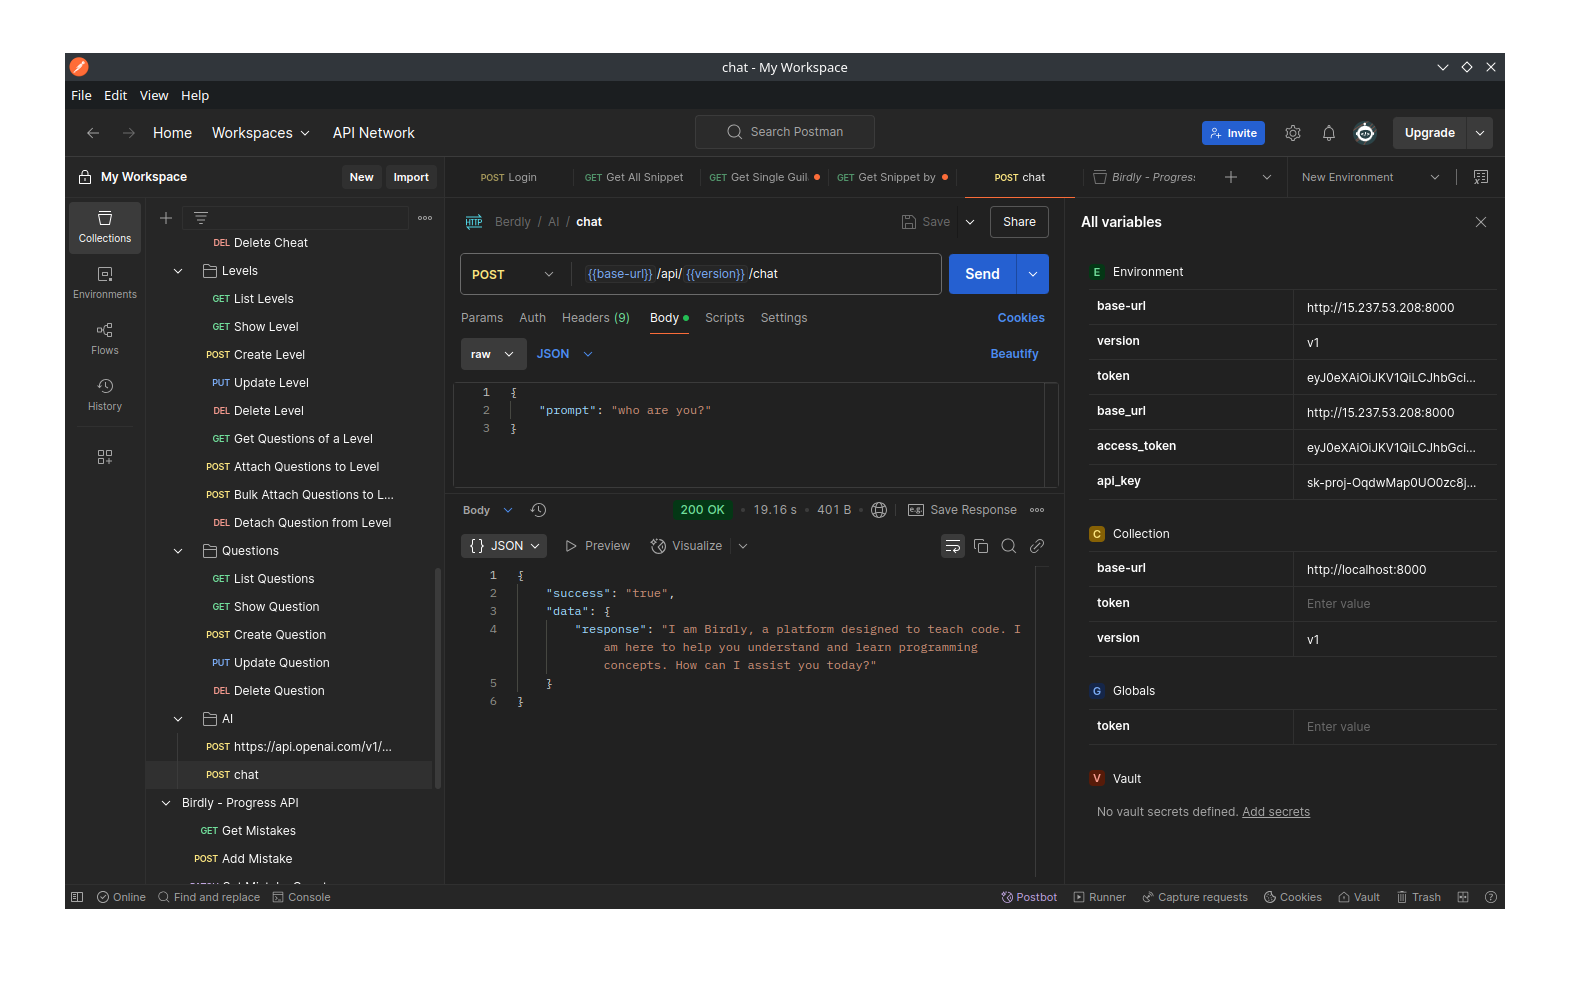 chat - My Workspace
File Edit View Help
Home Workspaces API Network Search Postman Invite Upgrade
My Workspace New Import
POST Login GET Get All Snippet GET Get Single Gui. GET Get Snippet by POST chat Birdly - Progres: New Environment
Collections
Environments
Flows
History
DEL Delete Cheat
Levels
GET List Levels
GET Show Level
POST Create Level
PUT Update Level
DEL Delete Level
GET Get Questions of a Level
POST Attach Questions to Level
POST Bulk Attach Questions to L...
DEL Detach Question from Level
Questions
GET List Questions
GET Show Question
POST Create Question
PUT Update Question
DEL Delete Question
AI
POST https://api.openai.com/v1/...
POST chat
Birdly - Progress API
GET Get Mistakes
POST Add Mistake
HTTP Berdly / AI / chat Save Share
POST {{base-url}} /api/ {{version}} /chat Send
Params Auth Headers (9) Body Scripts Settings Cookies
raw JSON Beautify
1 {
2 "prompt": "who are you?"
3 }
Body 200 OK 19.16 s 401 B e.g. Save Response
{} JSON Preview Visualize
1 {
2 "success": "true",
3 "data": {
4 "response": "I am Birdly, a platform designed to teach code. I
am here to help you understand and learn programming
concepts. How can I assist you today?"
5 }
6 }
All variables
E Environment
base-url http://15.237.53.208:8000
version v1
token eyJ0eXAiOiJKV1QiLCJhbGci...
base_url http://15.237.53.208:8000
access_token eyJ0eXAiOiJKV1QiLCJhbGci...
api_key sk-proj-OqdwMap0UO0zc8j...
C Collection
base-url http://localhost:8000
token Enter value
version v1
G Globals
token Enter value
V Vault
No vault secrets defined. Add secrets
Online Find and replace Console Postbot Runner Capture requests Cookies Vault Trash